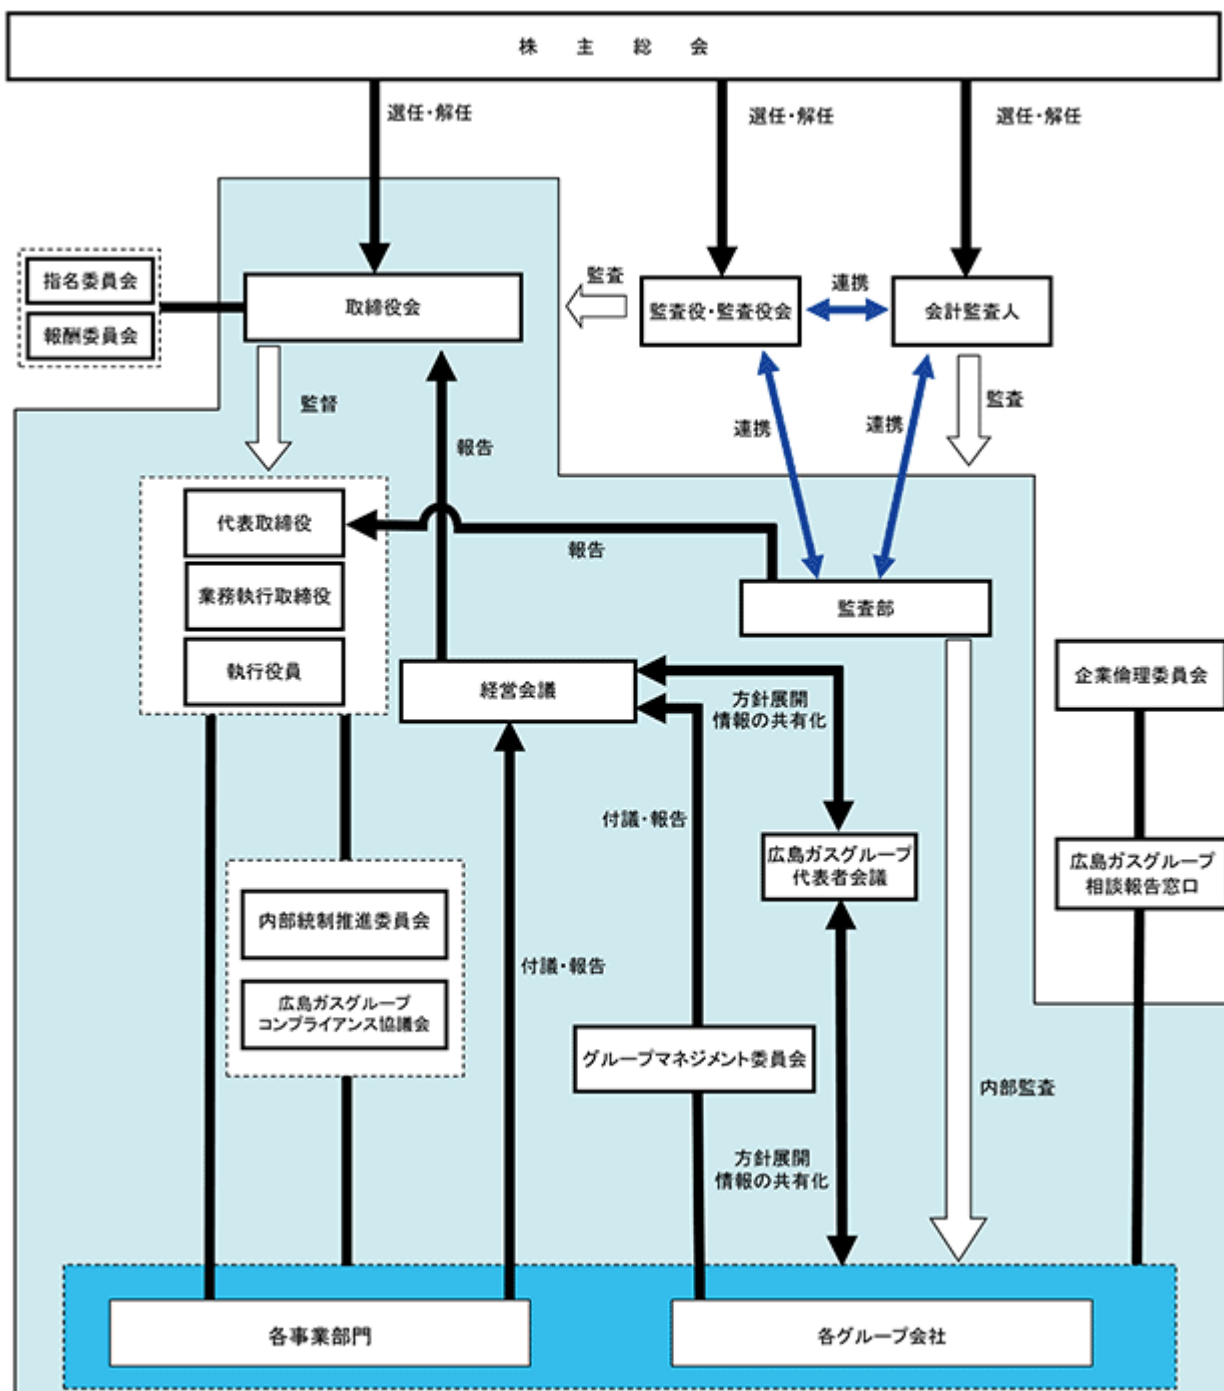 株主総会
選任・解任
選任・解任
選任・解任
指名委員会
報酬委員会
取締役会
監査
監査役・監査役会
連携
会計監査人
監督
報告
連携
連携
監査
代表取締役
業務執行取締役
執行役員
報告
監査部
経営会議
方針展開
情報の共有化
企業倫理委員会
付議・報告
広島ガスグループ
代表者会議
広島ガスグループ
相談報告窓口
内部統制推進委員会
広島ガスグループ
コンプライアンス協議会
付議・報告
グループマネジメント委員会
内部監査
方針展開
情報の共有化
各事業部門
各グループ会社